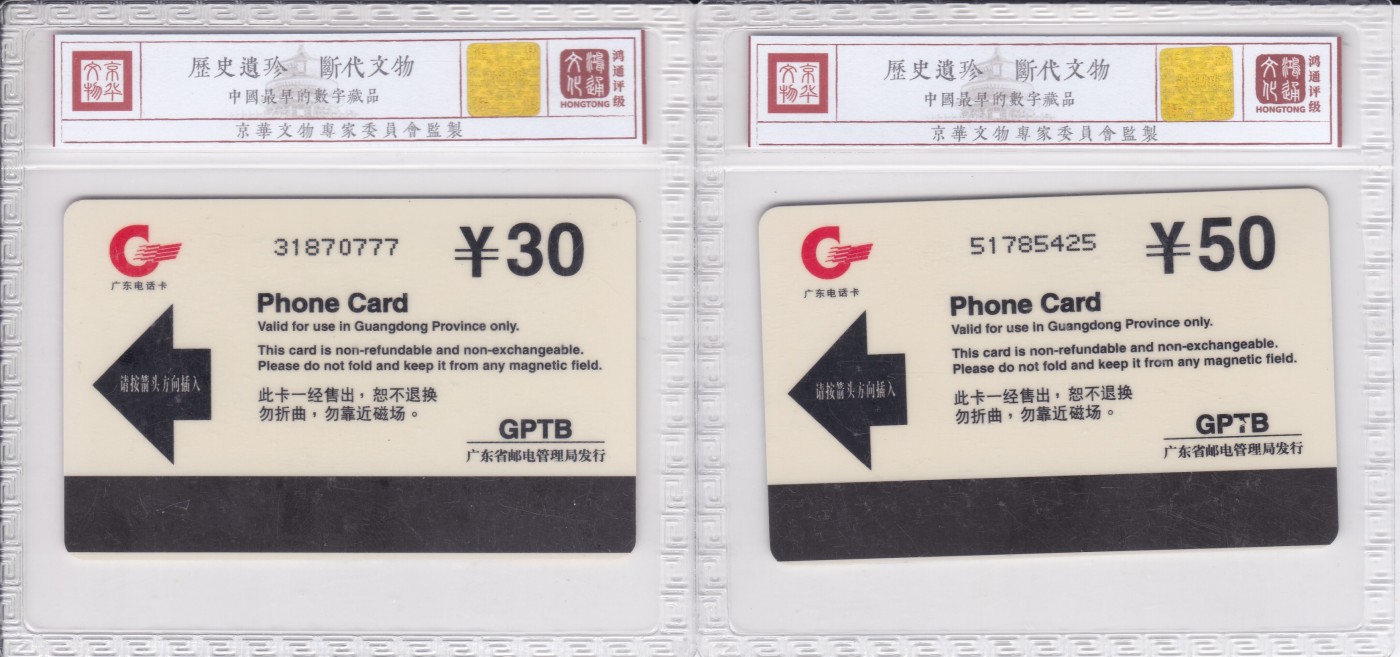 京华
文物
歷史遺珍 斷代文物
中國最早的數字藏品
京華文物專家委員會監製
鴻通
文化
HONGTONG
鸿通评级
广东电话卡
31870777
¥30
Phone Card
Valid for use in Guangdong Province only.
This card is non-refundable and non-exchangeable.
Please do not fold and keep it from any magnetic field.
请按箭头方向插入
此卡一经售出，恕不退换
勿折曲，勿靠近磁场。
GPTB
广东省邮电管理局发行
京华
文物
歷史遺珍 斷代文物
中國最早的數字藏品
京華文物專家委員會監製
鴻通
文化
HONGTONG
鸿通评级
广东电话卡
51785425
¥50
Phone Card
Valid for use in Guangdong Province only.
This card is non-refundable and non-exchangeable.
Please do not fold and keep it from any magnetic field.
请按箭头方向插入
此卡一经售出，恕不退换
勿折曲，勿靠近磁场。
GPTB
广东省邮电管理局发行